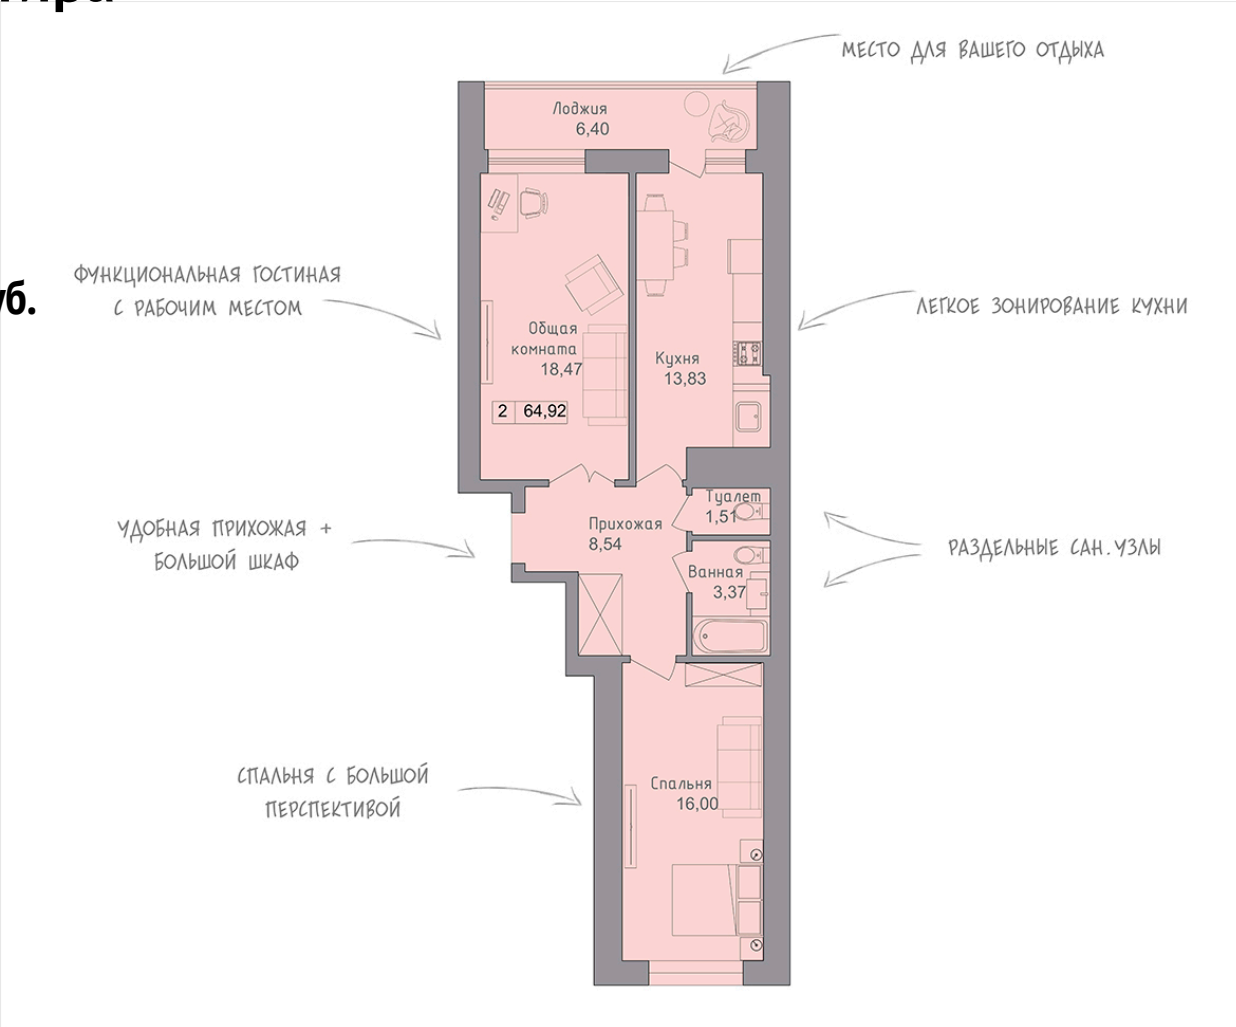 МЕСТО ДЛЯ ВАШЕГО ОТДЫХА
Лоджия
6,40
ФУНКЦИОНАЛЬНАЯ ГОСТИНАЯ
С РАБОЧИМ МЕСТОМ
уб.
ЛЕГКОЕ ЗОНИРОВАНИЕ КУХНИ
Общая
комната
18,47
2 64,92
Кухня
13,83
УДОБНАЯ ПРИХОЖАЯ +
БОЛЬШОЙ ШКАФ
Прихожая
8,54
Туалет
1,51
Ванная
3,37
РАЗДЕЛЬНЫЕ САН.УЗЛЫ
СПАЛЬНЯ С БОЛЬШОЙ
ПЕРСПЕКТИВОЙ
Спальня
16,00